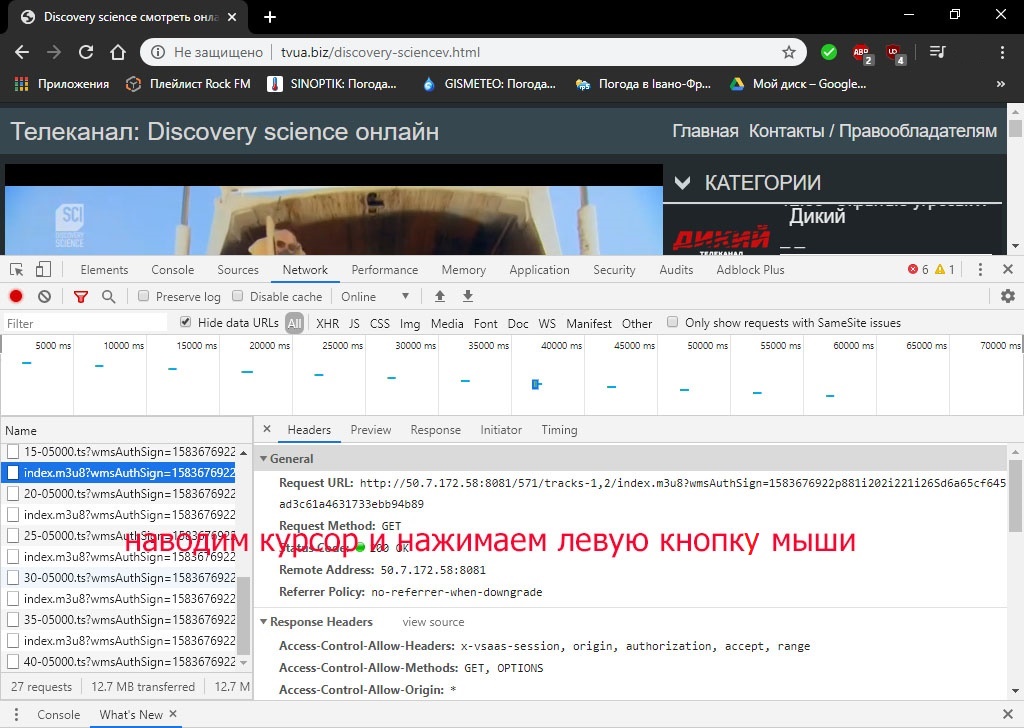 Discovery science смотреть онла
Не защищено tvua.biz/discovery-sciencev.html
ABP 2 UD 4
Приложения Плейлист Rock FM SINOPTIK: Погода... GISMETEO: Погода... Погода в Івано-Фр... Мой диск – Google... »
Телеканал: Discovery science онлайн Главная Контакты / Правообладателям
КАТЕГОРИИ
Дикий
SCI
DISCOVERY
SCIENCE
ДИКИЙ
ТЕЛЕКАНАЛ
Elements Console Sources Network Performance Memory Application Security Audits Adblock Plus 6 1
Preserve log Disable cache Online
Filter Hide data URLs All XHR JS CSS Img Media Font Doc WS Manifest Other Only show requests with SameSite issues
5000 ms 10000 ms 15000 ms 20000 ms 25000 ms 30000 ms 35000 ms 40000 ms 45000 ms 50000 ms 55000 ms 60000 ms 65000 ms 70000 ms
Name
15-05000.ts?wmsAuthSign=1583676922
index.m3u8?wmsAuthSign=1583676922
20-05000.ts?wmsAuthSign=1583676922
index.m3u8?wmsAuthSign=1583676922
25-05000.ts?wmsAuthSign=1583676922
index.m3u8?wmsAuthSign=1583676922
30-05000.ts?wmsAuthSign=1583676922
index.m3u8?wmsAuthSign=1583676922
35-05000.ts?wmsAuthSign=1583676922
index.m3u8?wmsAuthSign=1583676922
40-05000.ts?wmsAuthSign=1583676922
27 requests 12.7 MB transferred 12.7 M
Headers Preview Response Initiator Timing
General
Request URL: http://50.7.172.58:8081/571/tracks-1,2/index.m3u8?wmsAuthSign=1583676922p881i202i221i26Sd6a65cf645
ad3c61a4631733ebb94b89
Request Method: GET
Status Code: 200 OK
наводим курсор и нажимаем левую кнопку мыши
Remote Address: 50.7.172.58:8081
Referrer Policy: no-referrer-when-downgrade
Response Headers view source
Access-Control-Allow-Headers: x-vsaas-session, origin, authorization, accept, range
Access-Control-Allow-Methods: GET, OPTIONS
Access-Control-Allow-Origin: *
Console What's New